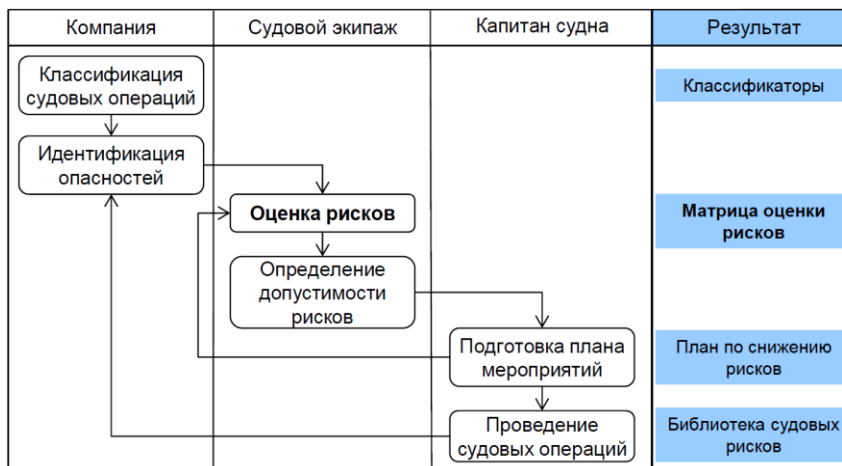 Компания
Судовой экипаж
Капитан судна
Результат
Классификация
судовых операций
Классификаторы
Идентификация
опасностей
Оценка рисков
Матрица оценки
рисков
Определение
допустимости
рисков
Подготовка плана
мероприятий
План по снижению
рисков
Проведение
судовых операций
Библиотека судовых
рисков